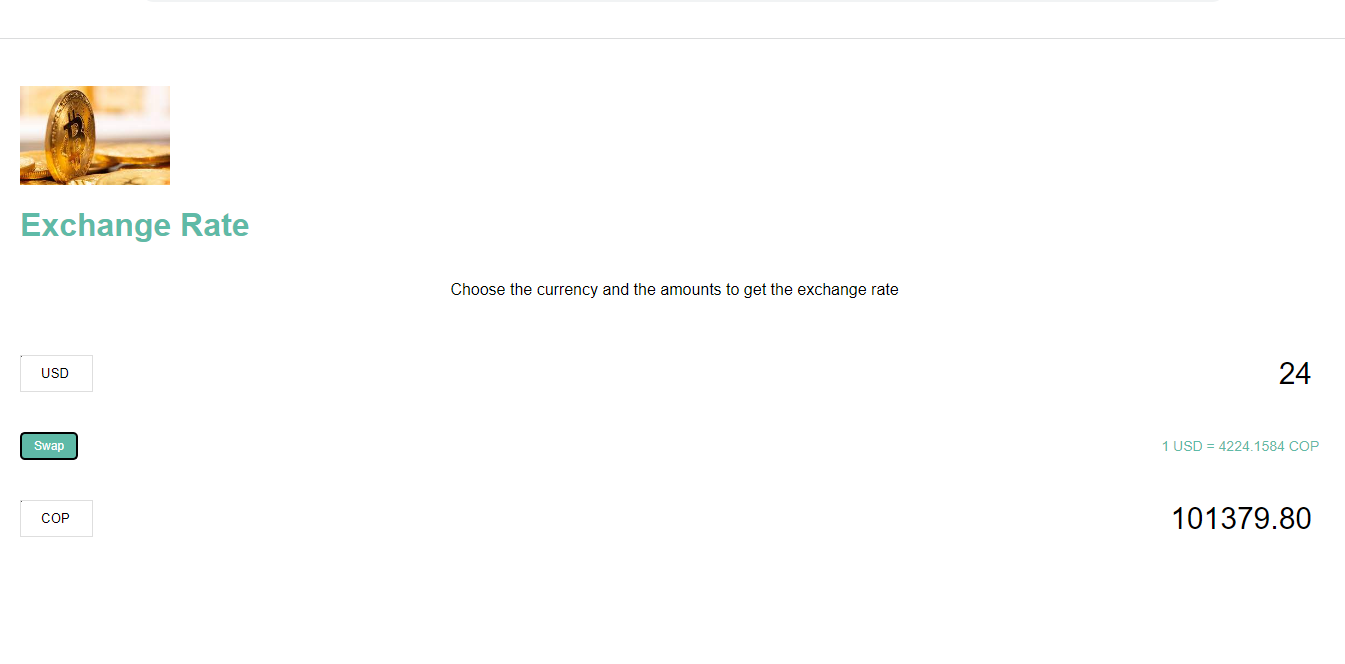 Exchange Rate
Choose the currency and the amounts to get the exchange rate
USD
24
Swap
1 USD = 4224.1584 COP
COP
101379.80